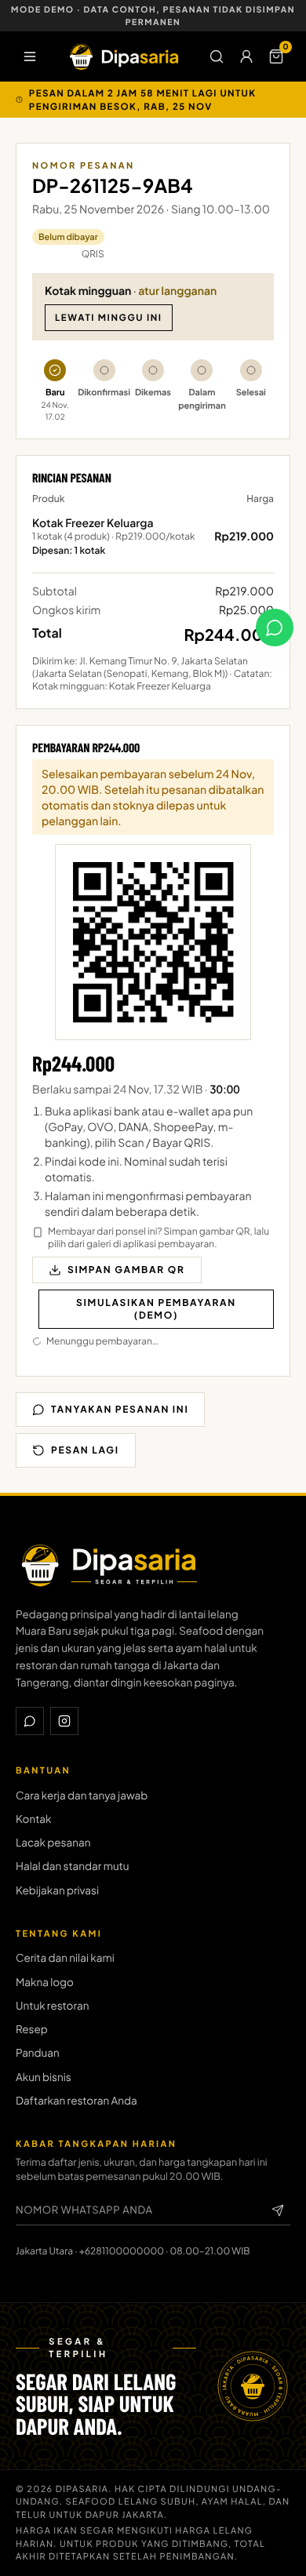 MODE DEMO · DATA CONTOH, PESANAN TIDAK DISIMPAN
PERMANEN
Dipasaria
0
PESAN DALAM 2 JAM 58 MENIT LAGI UNTUK
PENGIRIMAN BESOK, RAB, 25 NOV
NOMOR PESANAN
DP-261125-9AB4
Rabu, 25 November 2026 · Siang 10.00–13.00
Belum dibayar
QRIS
Kotak mingguan · atur langganan
LEWATI MINGGU INI
Baru
24 Nov,
17.02
Dikonfirmasi
Dikemas
Dalam
pengiriman
Selesai
RINCIAN PESANAN
Produk
Harga
Kotak Freezer Keluarga
1 kotak (4 produk) · Rp219.000/kotak
Dipesan: 1 kotak
Rp219.000
Subtotal
Rp219.000
Ongkos kirim
Rp25.000
Total
Rp244.00
Dikirim ke: Jl. Kemang Timur No. 9, Jakarta Selatan
(Jakarta Selatan (Senopati, Kemang, Blok M)) · Catatan:
Kotak mingguan: Kotak Freezer Keluarga
PEMBAYARAN RP244.000
Selesaikan pembayaran sebelum 24 Nov,
20.00 WIB. Setelah itu pesanan dibatalkan
otomatis dan stoknya dilepas untuk
pelanggan lain.
Rp244.000
Berlaku sampai 24 Nov, 17.32 WIB · 30:00
1. Buka aplikasi bank atau e-wallet apa pun
(GoPay, OVO, DANA, ShopeePay, m-
banking), pilih Scan / Bayar QRIS.
2. Pindai kode ini. Nominal sudah terisi
otomatis.
3. Halaman ini mengonfirmasi pembayaran
sendiri dalam beberapa detik.
Membayar dari ponsel ini? Simpan gambar QR, lalu
pilih dari galeri di aplikasi pembayaran.
SIMPAN GAMBAR QR
SIMULASIKAN PEMBAYARAN
(DEMO)
Menunggu pembayaran…
TANYAKAN PESANAN INI
PESAN LAGI
Dipasaria
SEGAR & TERPILIH
Pedagang prinsipal yang hadir di lantai lelang
Muara Baru sejak pukul tiga pagi. Seafood dengan
jenis dan ukuran yang jelas serta ayam halal untuk
restoran dan rumah tangga di Jakarta dan
Tangerang, diantar dingin kesekolan paginya.
BANTUAN
Cara kerja dan tanya jawab
Kontak
Lacak pesanan
Halal dan standar mutu
Kebijakan privasi
TENTANG KAMI
Cerita dan nilai kami
Makna logo
Untuk restoran
Resep
Panduan
Akun bisnis
Daftarkan restoran Anda
KABAR TANGKAPAN HARIAN
Terima daftar jenis, ukuran, dan harga tangkapan hari ini
sebelum batas pemesanan pukul 20.00 WIB.
NOMOR WHATSAPP ANDA
Jakarta Utara · +6281100000000 · 08.00–21.00 WIB
SEGAR &
TERPILIH
SEGAR DARI LELANG
SUBUH, SIAP UNTUK
DAPUR ANDA.
© 2026 DIPASARIA. HAK CIPTA DILINDUNGI UNDANG-
UNDANG. SEAFOOD LELANG SUBUH, AYAM HALAL, DAN
TELUR UNTUK DAPUR JAKARTA.
HARGA IKAN SEGAR MENGIKUTI HARGA LELANG
HARIAN. UNTUK PRODUK YANG DITIMBANG, TOTAL
AKHIR DITETAPKAN SETELAH PENIMBANGAN.